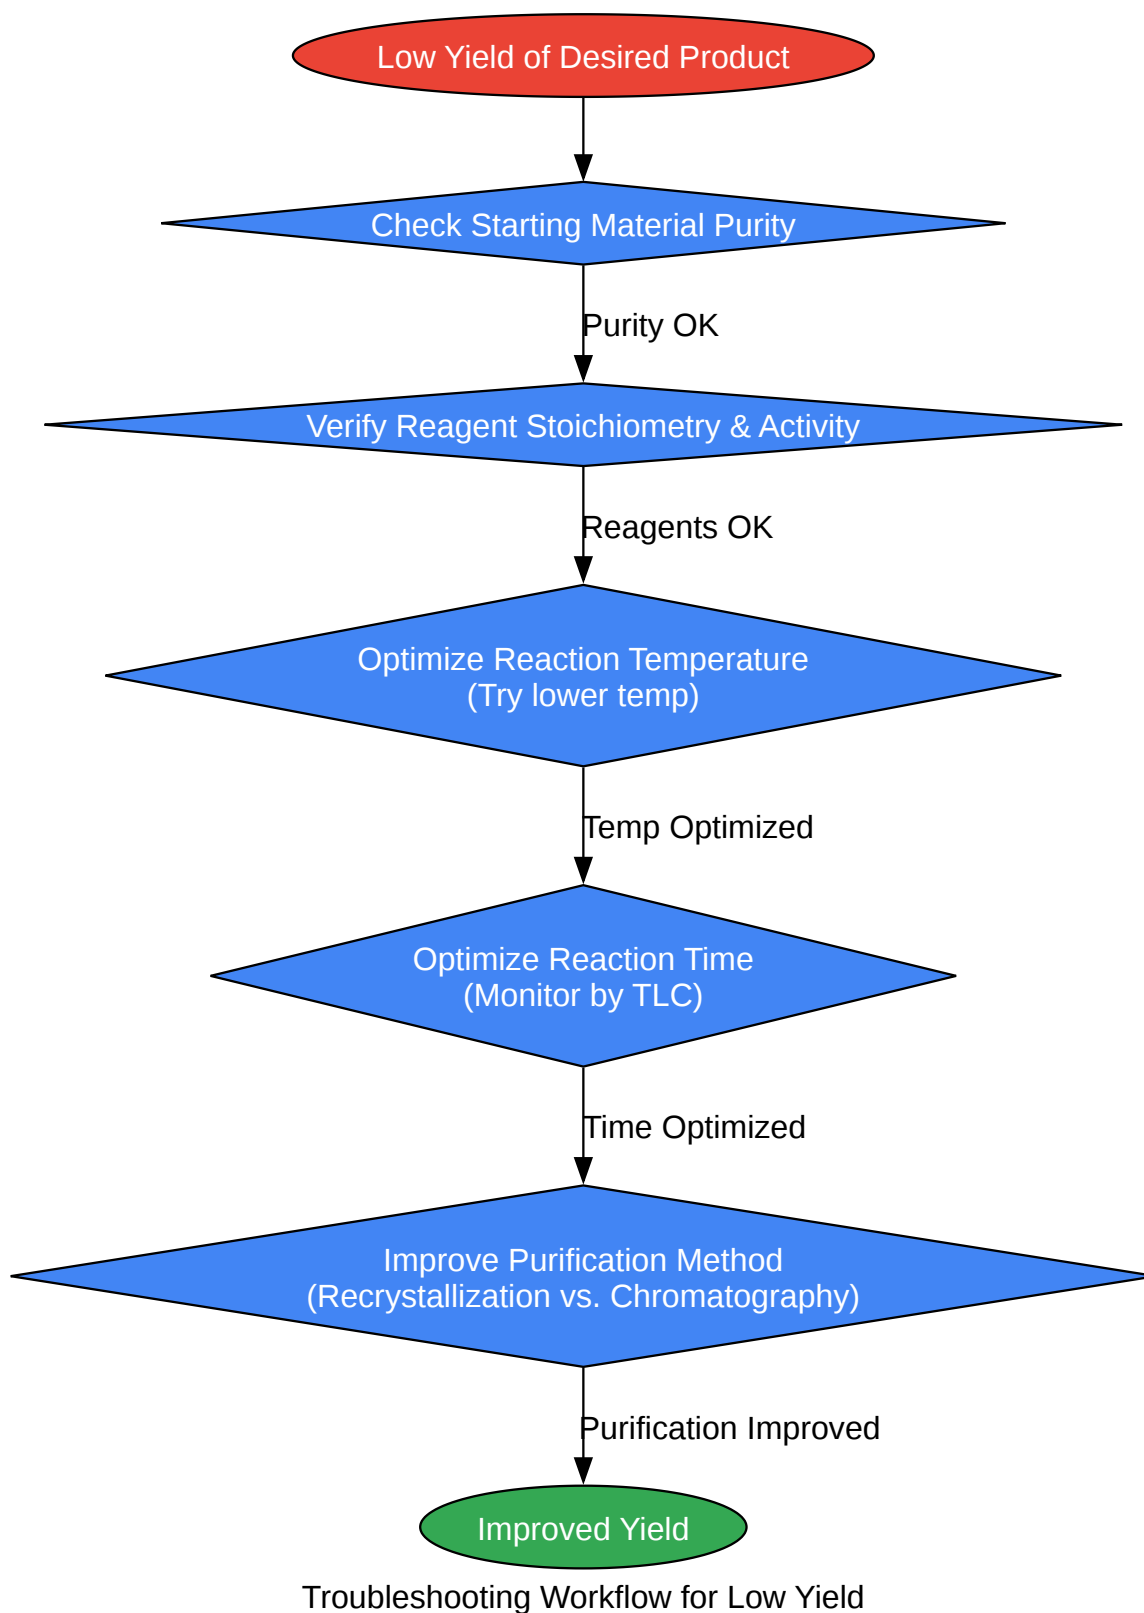 Low Yield of Desired Product
Check Starting Material Purity
Purity OK
Verify Reagent Stoichiometry & Activity
Reagents OK
Optimize Reaction Temperature
(Try lower temp)
Temp Optimized
Optimize Reaction Time
(Monitor by TLC)
Time Optimized
Improve Purification Method
(Recrystallization vs. Chromatography)
Purification Improved
Improved Yield
Troubleshooting Workflow for Low Yield